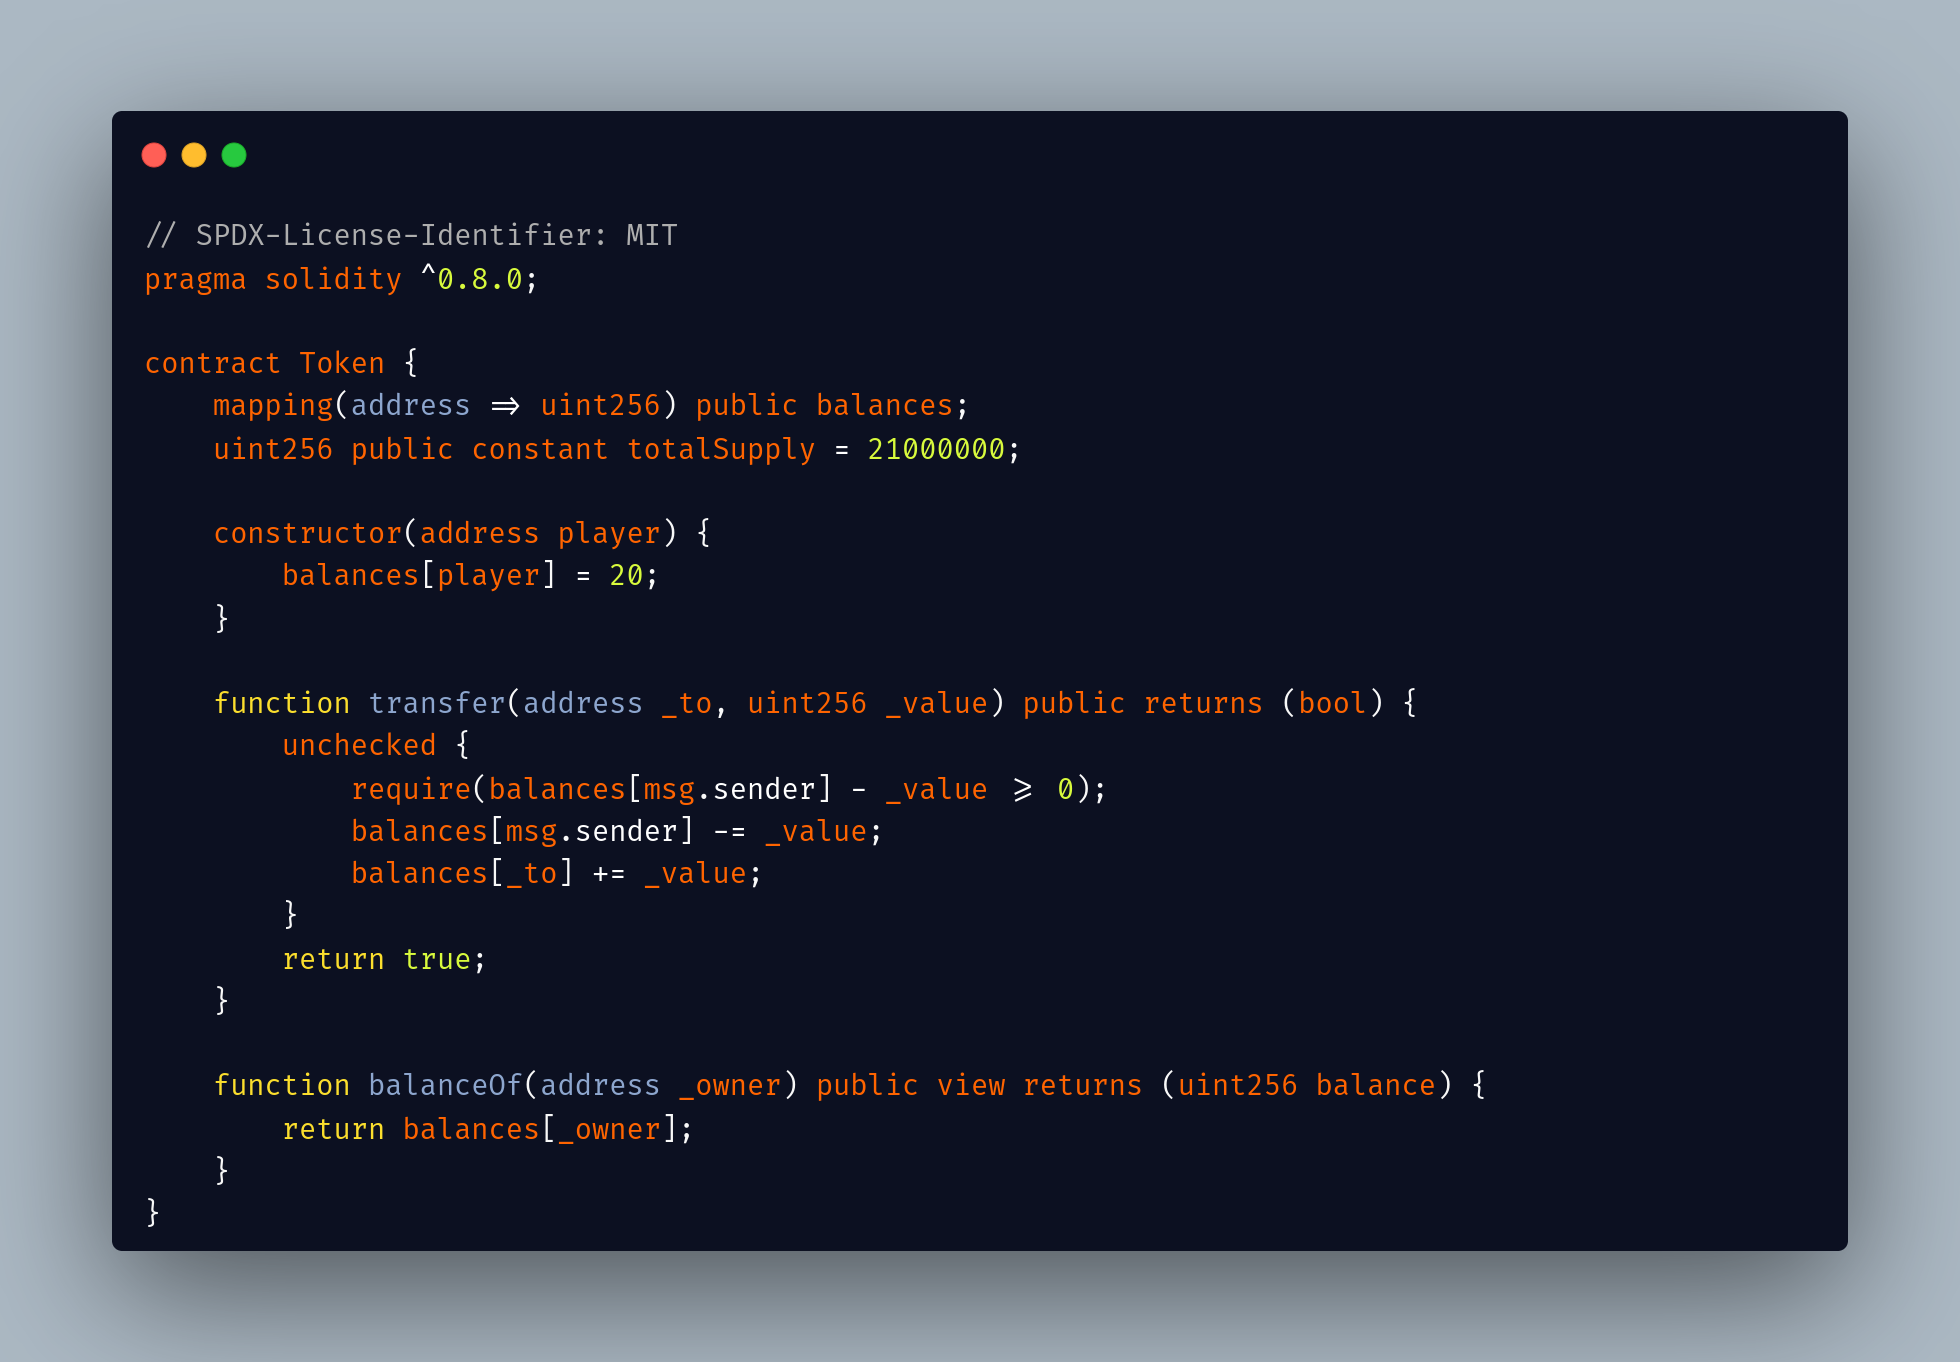 // SPDX-License-Identifier: MIT
pragma solidity ^0.8.0;
contract Token {
    mapping(address => uint256) public balances;
    uint256 public constant totalSupply = 21000000;
    constructor(address player) {
        balances[player] = 20;
    }
    function transfer(address _to, uint256 _value) public returns (bool) {
        unchecked {
            require(balances[msg.sender] - _value >= 0);
            balances[msg.sender] -= _value;
            balances[_to] += _value;
        }
        return true;
    }
    function balanceOf(address _owner) public view returns (uint256 balance) {
        return balances[_owner];
    }
}